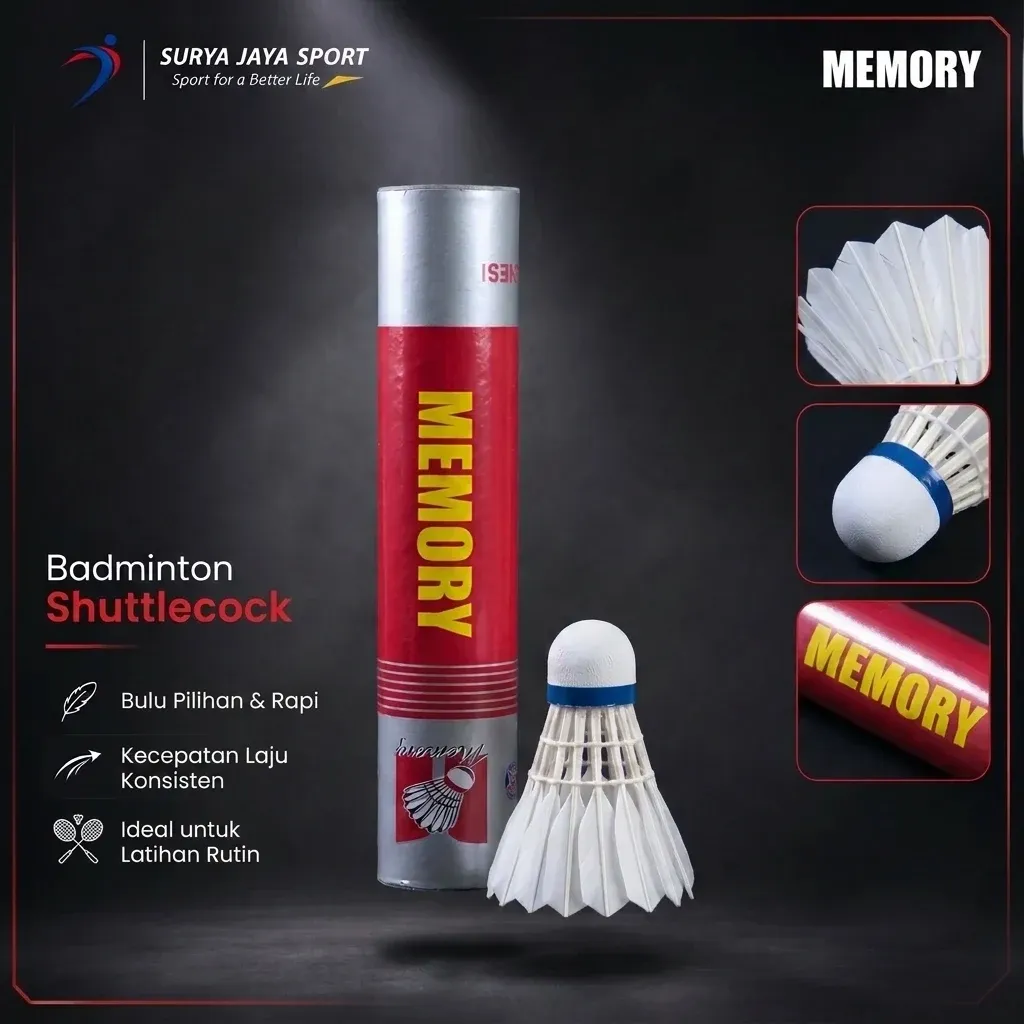 SURYA JAYA SPORT
Sport for a Better Life
MEMORY
MEMORY
Memory
Badminton
Shuttlecock
Bulu Pilihan & Rapi
Kecepatan Laju
Konsisten
Ideal untuk
Latihan Rutin
MEMORY